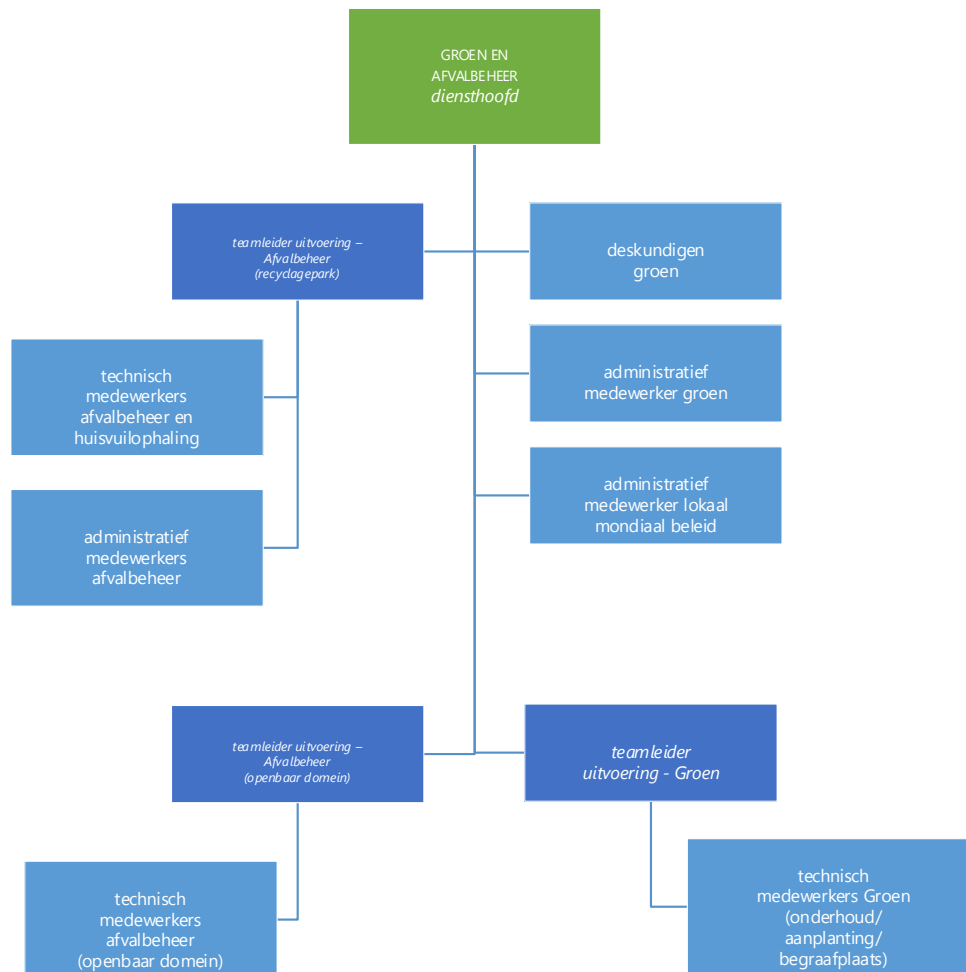 GROEN EN
AFVALBEHEER
diensthoofd
teamleider uitvoering –
Afvalbeheer
(recyclagepark)
deskundigen
groen
technisch
medewerkers
afvalbeheer en
huisvuilophaling
administratief
medewerker groen
administratief
medewerker lokaal
mondiaal beleid
administratief
medewerkers
afvalbeheer
teamleider uitvoering –
Afvalbeheer
(openbaar domein)
teamleider
uitvoering - Groen
technisch
medewerkers
afvalbeheer
(openbaar domein)
technisch
medewerkers Groen
(onderhoud/
aanplanting/
begraafplaats)